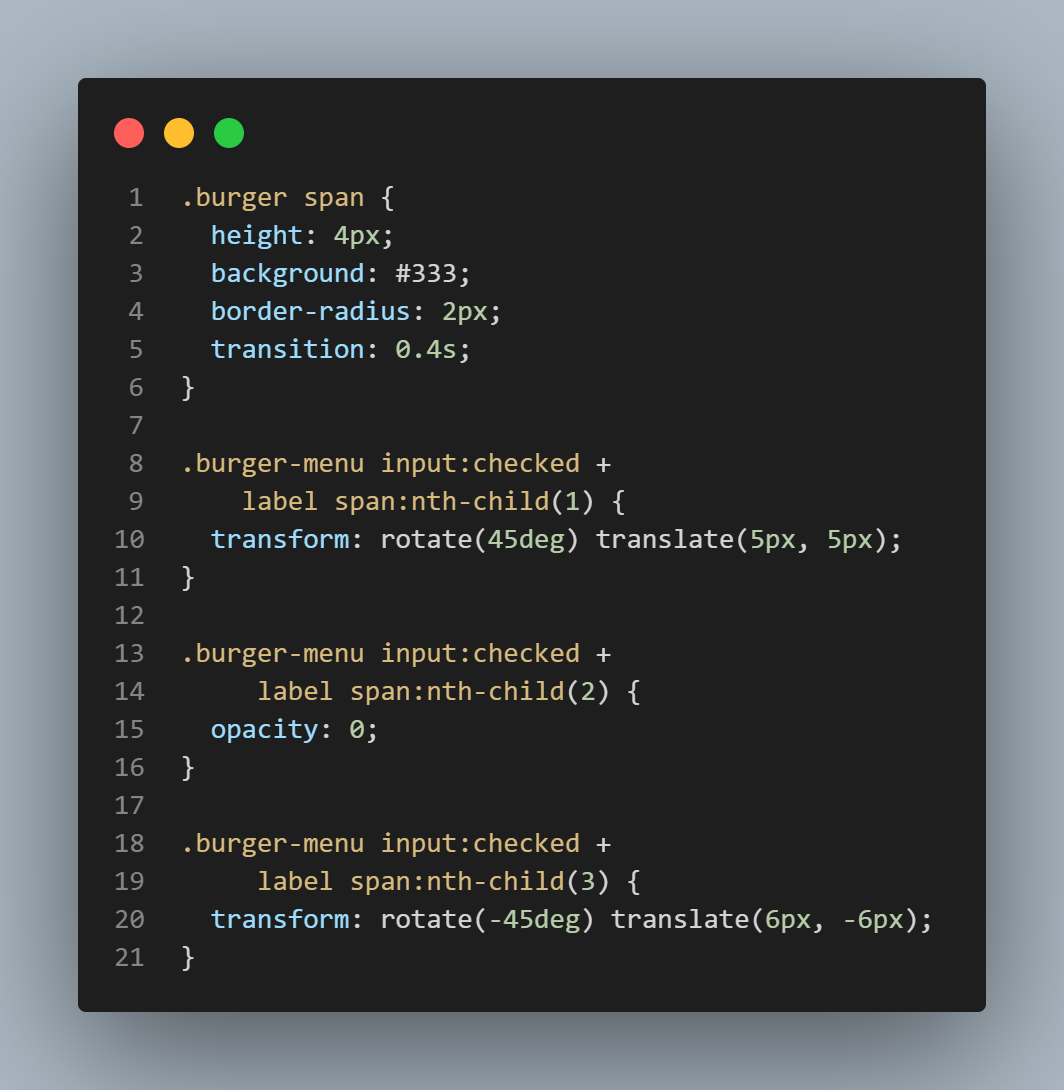 1 .burger span {
2   height: 4px;
3   background: #333;
4   border-radius: 2px;
5   transition: 0.4s;
6 }
7
8 .burger-menu input:checked +
9     label span:nth-child(1) {
10   transform: rotate(45deg) translate(5px, 5px);
11 }
12
13 .burger-menu input:checked +
14      label span:nth-child(2) {
15   opacity: 0;
16 }
17
18 .burger-menu input:checked +
19      label span:nth-child(3) {
20   transform: rotate(-45deg) translate(6px, -6px);
21 }